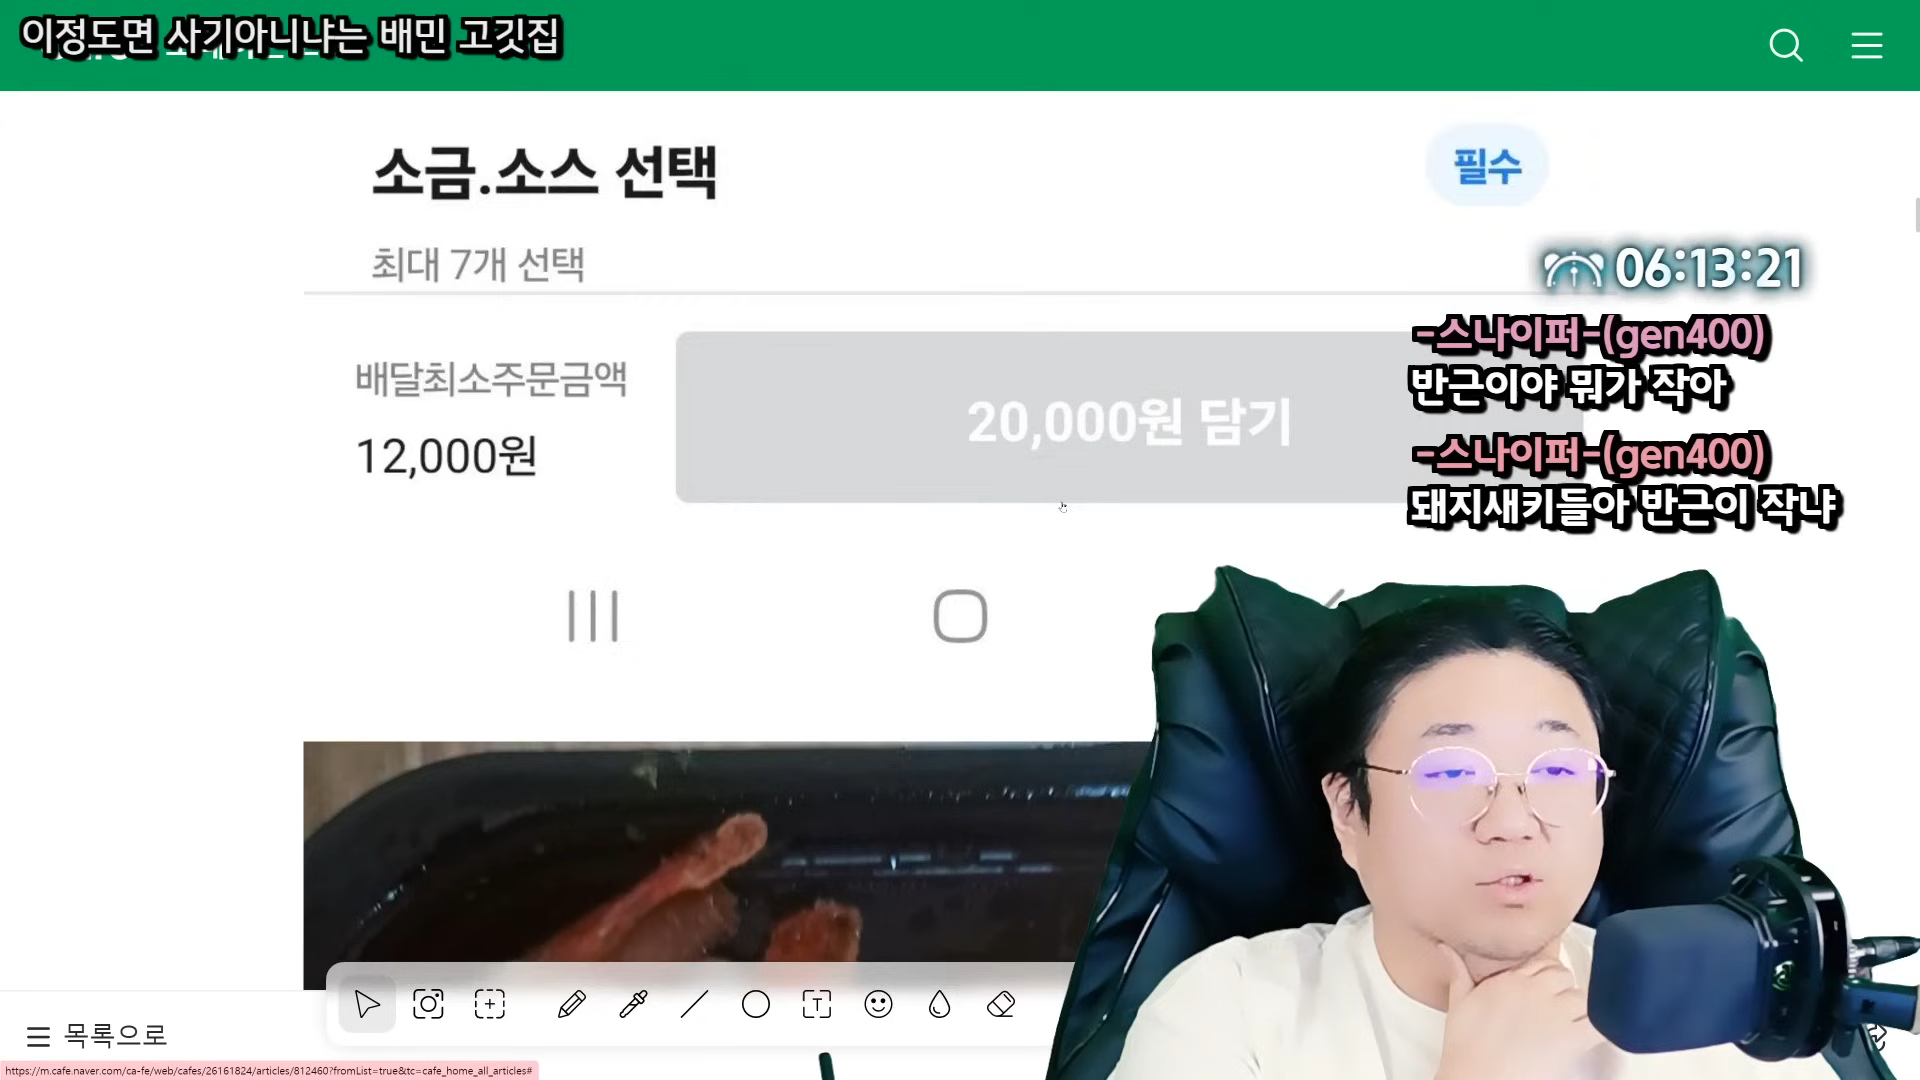 이정도면 사기아니냐는 배민 고깃집
소금.소스 선택
필수
최대 7개 선택
06:13:21
배달최소주문금액
12,000원
20,000원 담기
-스나이퍼-(gen400)
반근이야 뭐가 작아
-스나이퍼-(gen400)
돼지새키들아 반근이 작냐
목록으로
https://m.cafe.naver.com/ca-fe/web/cafes/26161824/articles/812460?fromList=true&tc=cafe_home_all_articles#